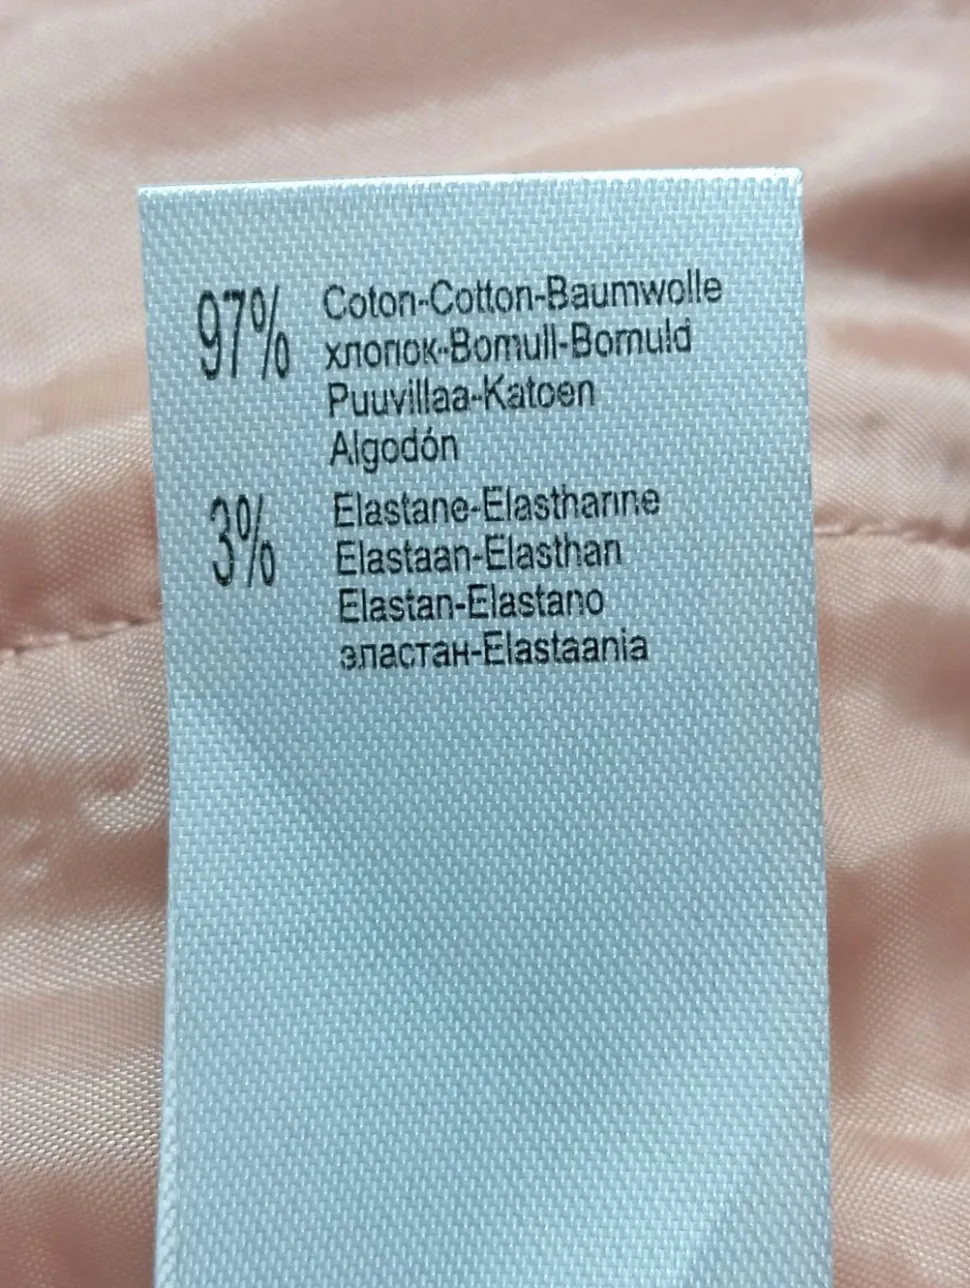 97% Coton-Cotton-Baumwolle
хлопок-Bomull-Bomuld
Puuvillaa-Katoen
Algodón
3% Elastane-Elasthanne
Elastaan-Elasthan
Elastan-Elastano
эластан-Elastaania